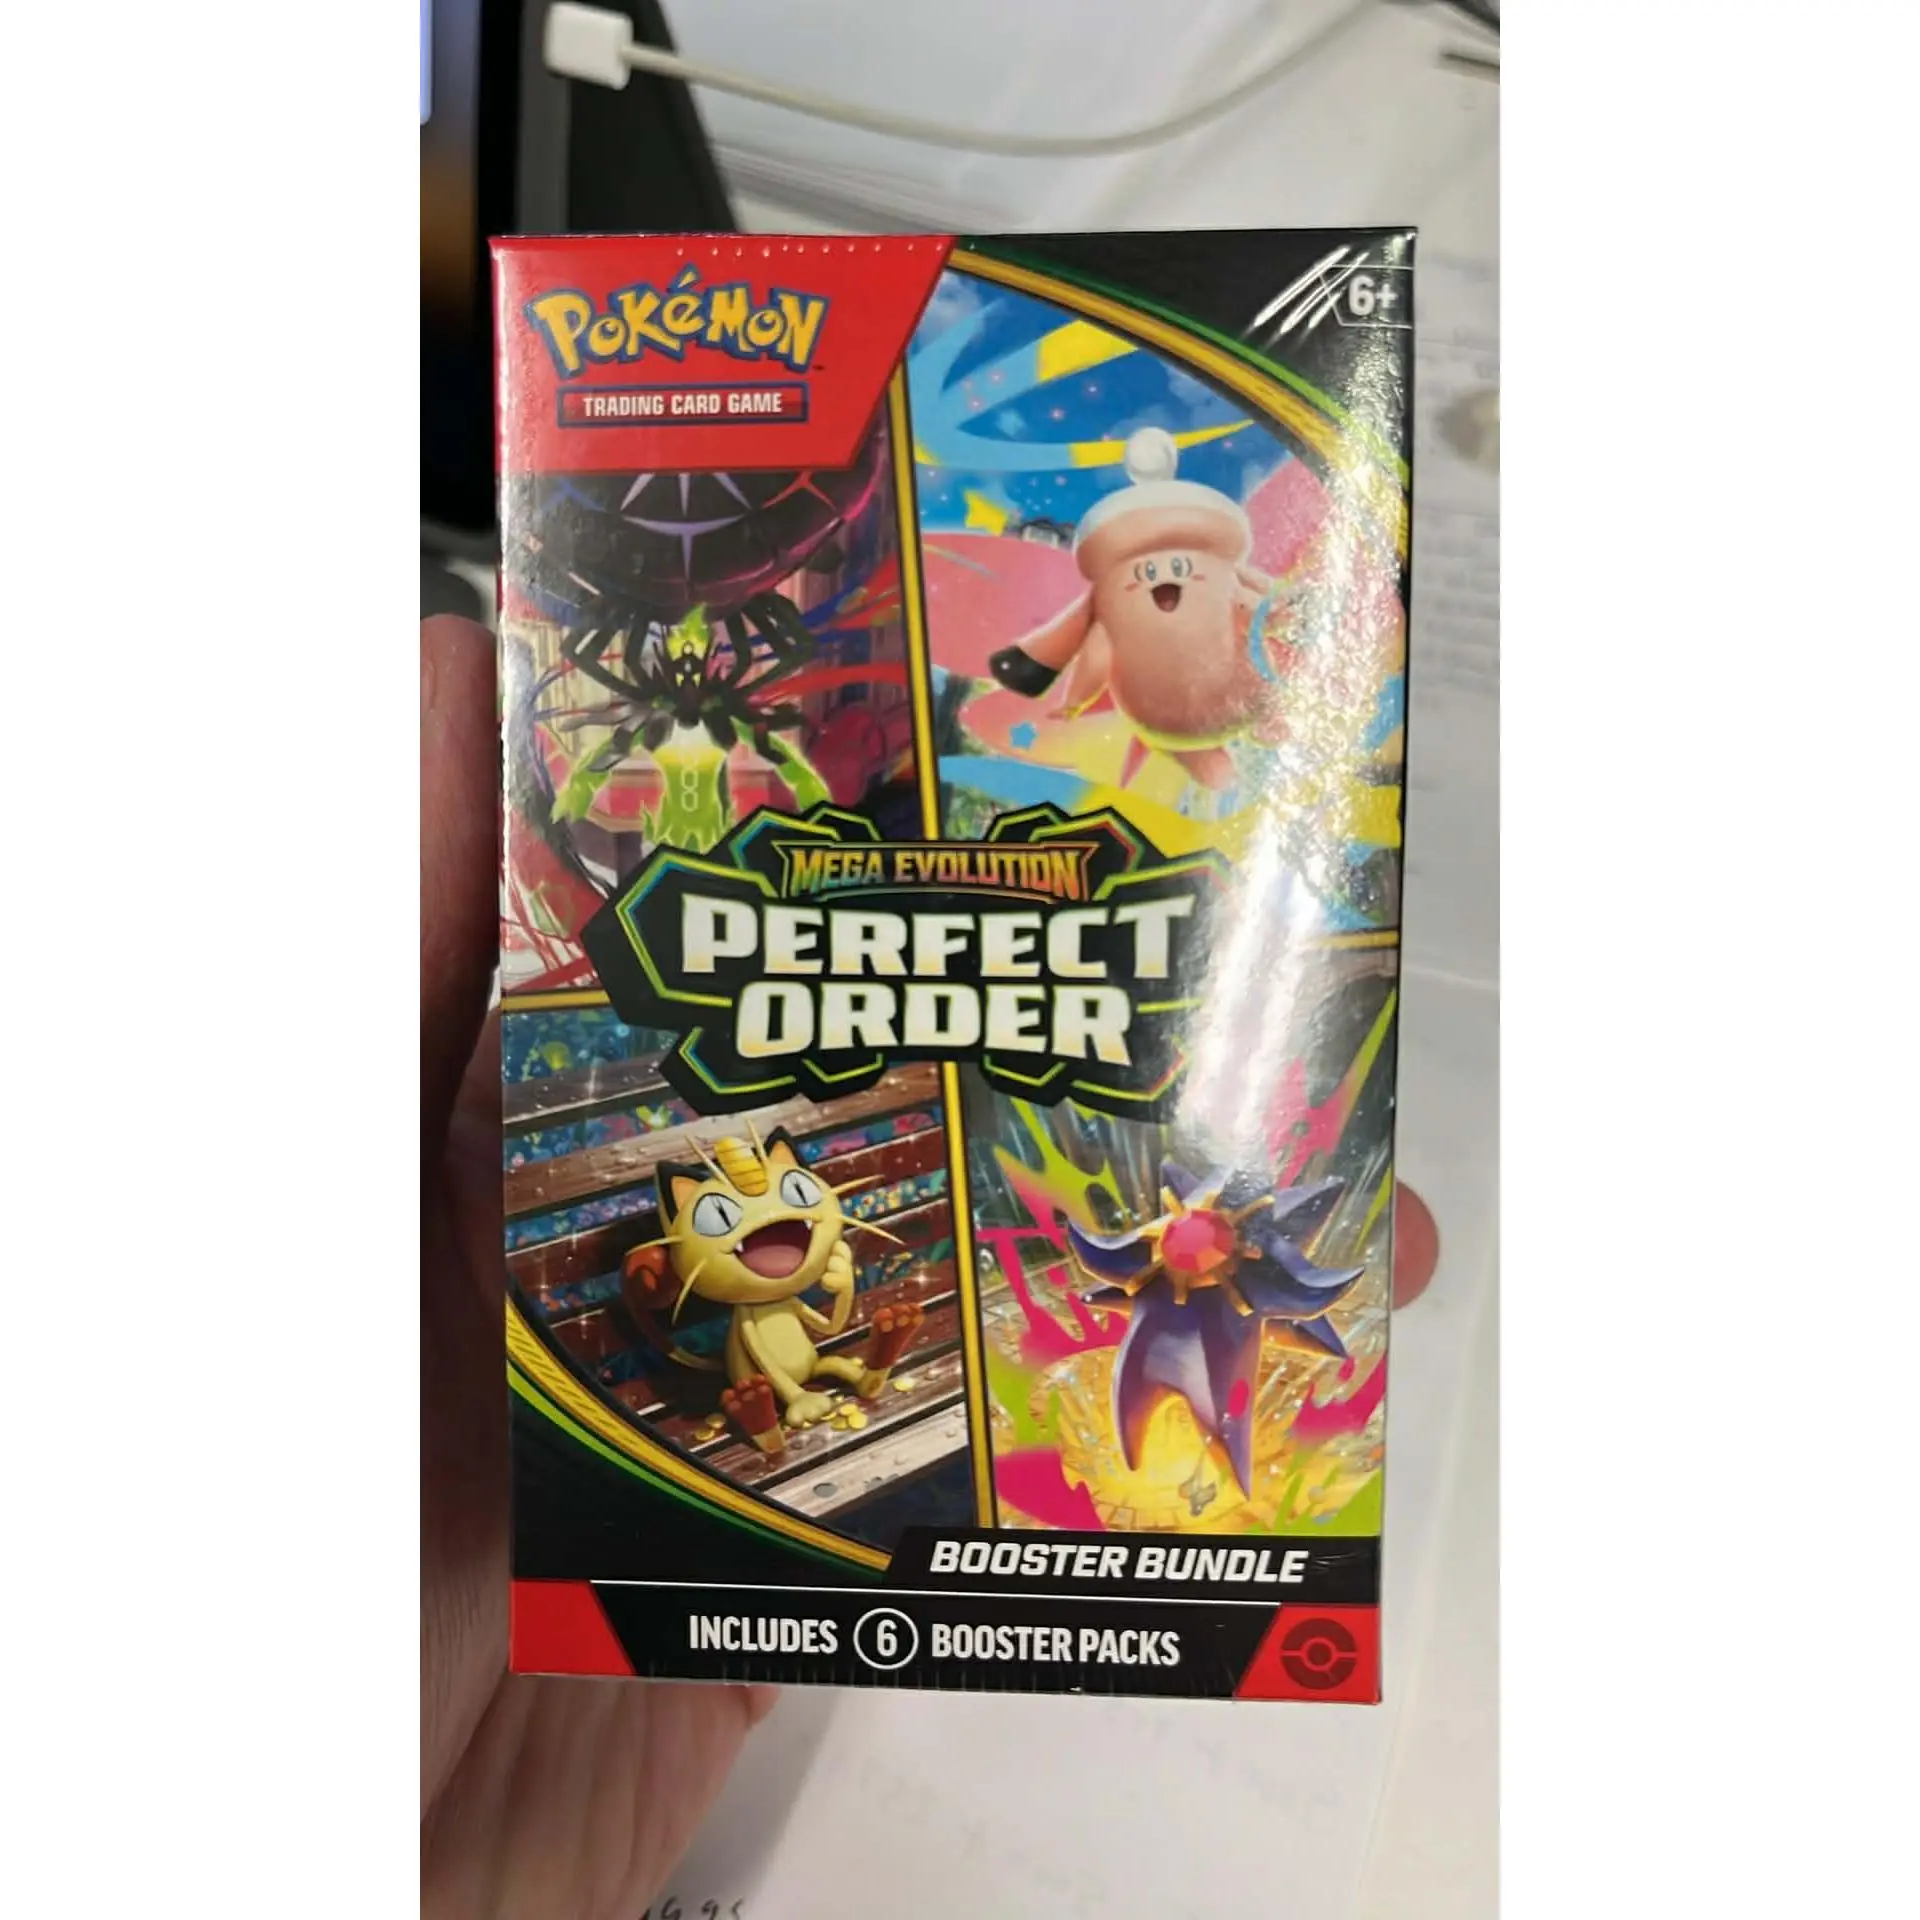 POKéMON
TRADING CARD GAME
6+
MEGA EVOLUTION
PERFECT
ORDER
BOOSTER BUNDLE
INCLUDES 6 BOOSTER PACKS